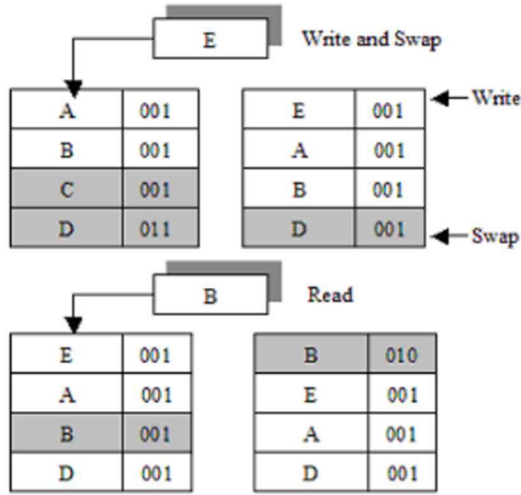 E Write and Swap
A 001 E 001 Write
B 001 A 001
C 001 B 001
D 011 D 001 Swap
B Read
E 001 B 010
A 001 E 001
B 001 A 001
D 001 D 001